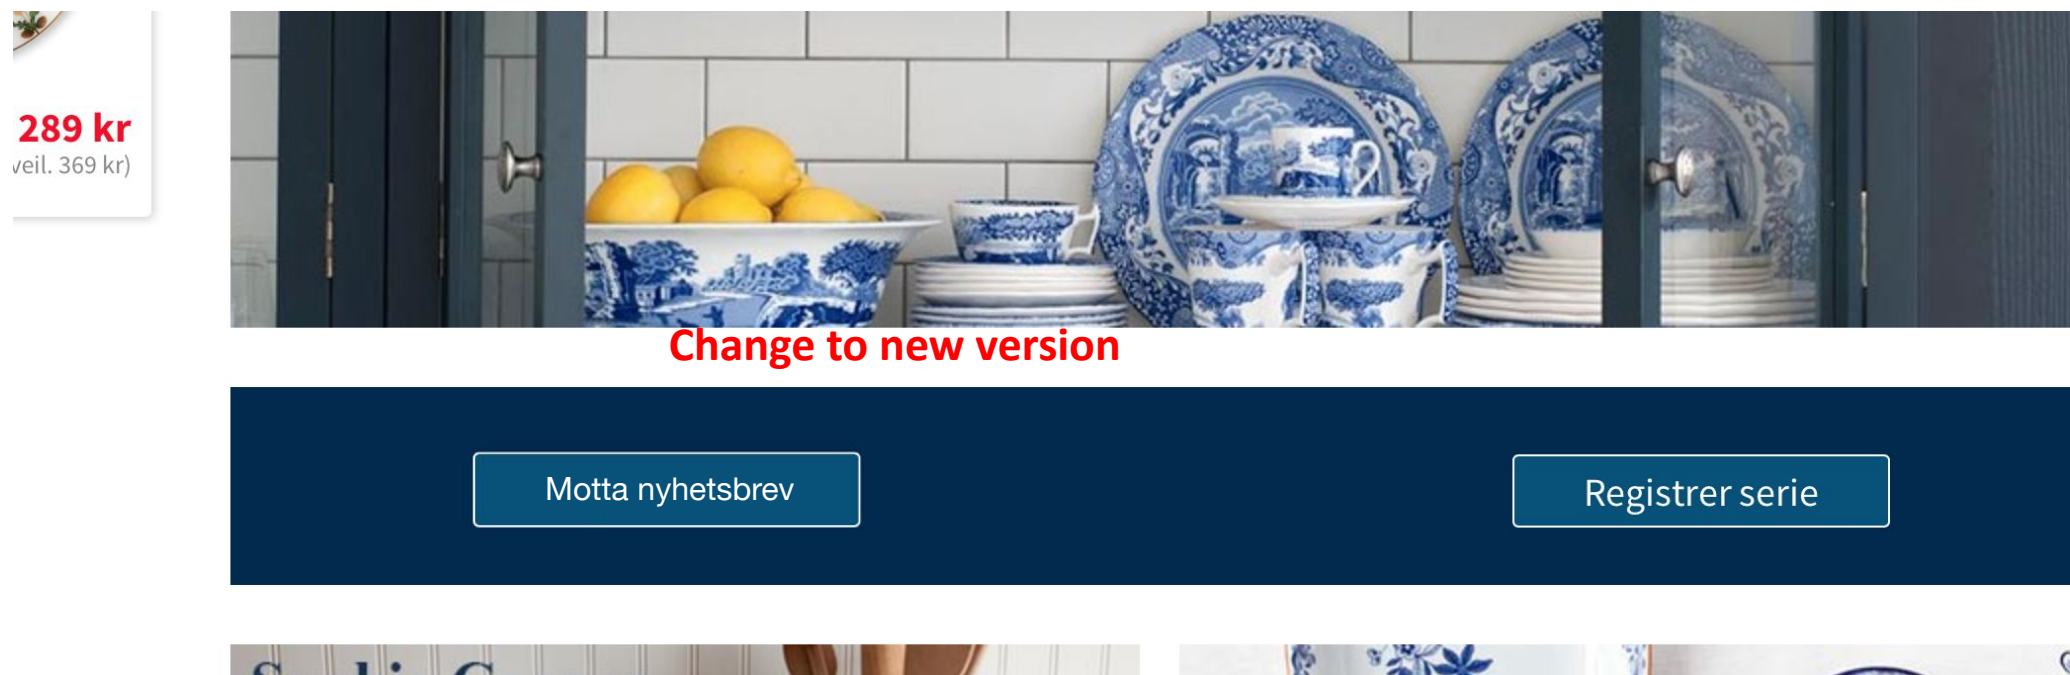 289 kr
veil. 369 kr)
Change to new version
Motta nyhetsbrev
Registrer serie